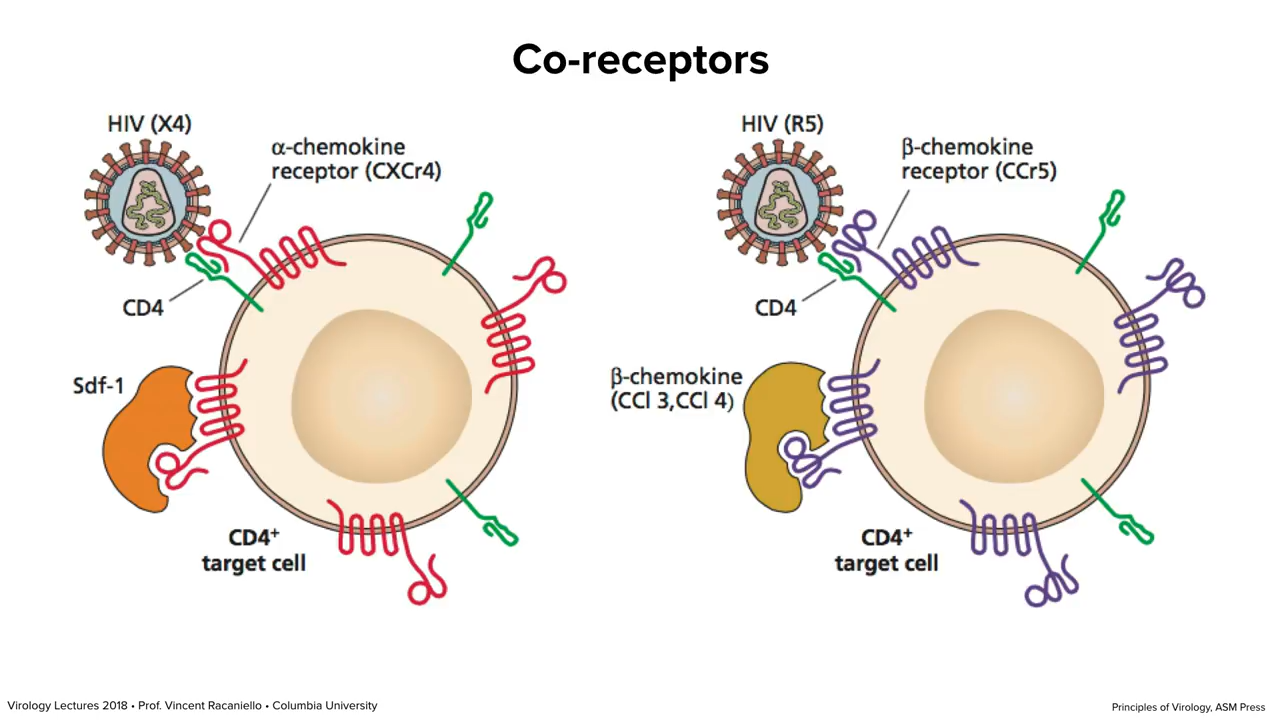 Co-receptors
HIV (X4)
α-chemokine
receptor (CXCr4)
CD4
Sdf-1
CD4+
target cell
HIV (R5)
β-chemokine
receptor (CCr5)
CD4
β-chemokine
(CCl 3,CCl 4)
CD4+
target cell
Virology Lectures 2018 • Prof. Vincent Racaniello • Columbia University
Principles of Virology, ASM Press